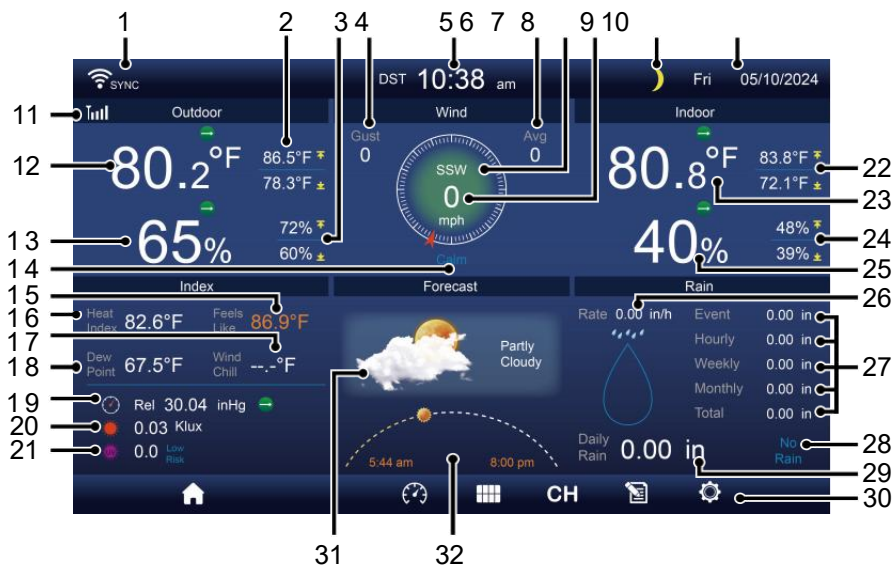 1 2 3 4 5 6 7 8 9 10
SYNC DST 10:38 am Fri 05/10/2024
11 Outdoor Wind Indoor
Gust Avg
12 80.2°F 86.5°F 0 0 80.8°F 83.8°F 22
78.3°F SSW 72.1°F 23
0
13 65% 72% mph 40% 48% 24
60% 39% 25
14 Calm
Index Forecast Rain
15 26
16 Heat Index 82.6°F Feels Like 86.9°F Rate 0.00 in/h Event 0.00 in
17 Hourly 0.00 in
18 Dew Point 67.5°F Wind Chill --.-°F Partly Cloudy Weekly 0.00 in 27
Monthly 0.00 in
19 Rel 30.04 inHg Total 0.00 in
20 0.03 Klux
21 UV 0.0 Low Risk Daily Rain 0.00 in No Rain 28
5:44 am 8:00 pm 29
CH 30
31 32